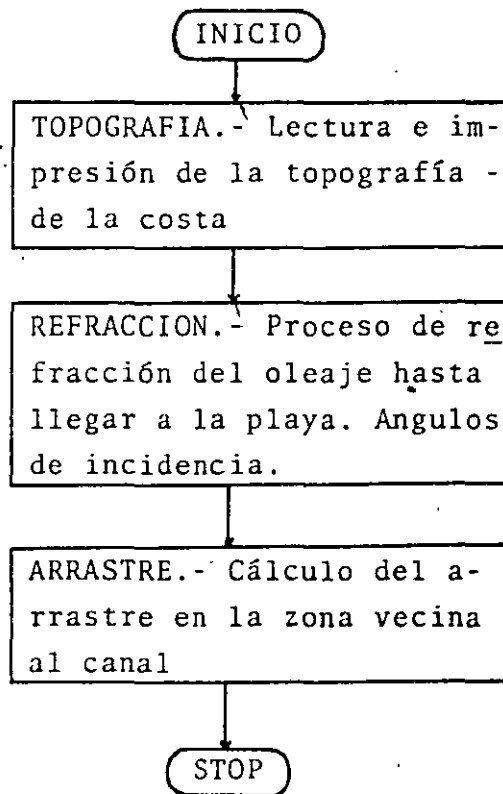 INICIO
TOPOGRAFIA.- Lectura e im-
presión de la topografía -
de la costa
REFRACCION.- Proceso de re
fracción del oleaje hasta
llegar a la playa. Angulos
de incidencia.
ARRASTRE.- Cálculo del a-
rrastre en la zona vecina
al canal
STOP